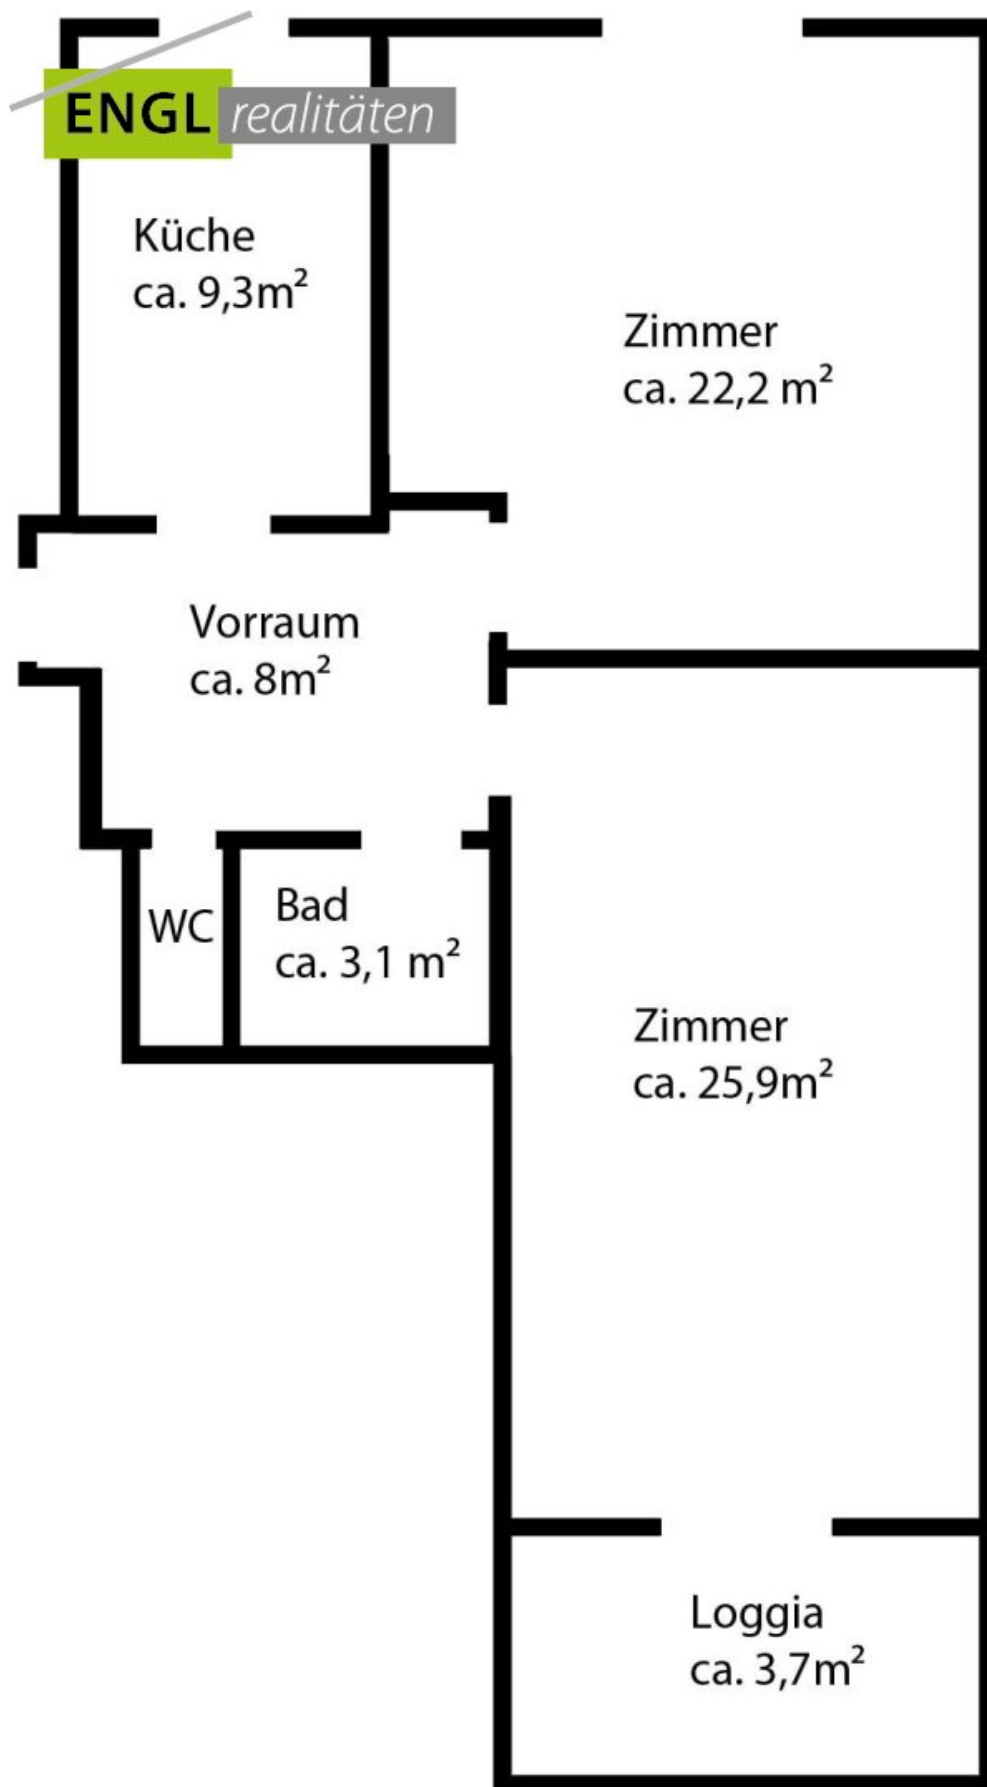 ENGL realitäten
Küche
ca. 9,3m²
Zimmer
ca. 22,2 m²
Vorraum
ca. 8m²
WC
Bad
ca. 3,1 m²
Zimmer
ca. 25,9m²
Loggia
ca. 3,7m²